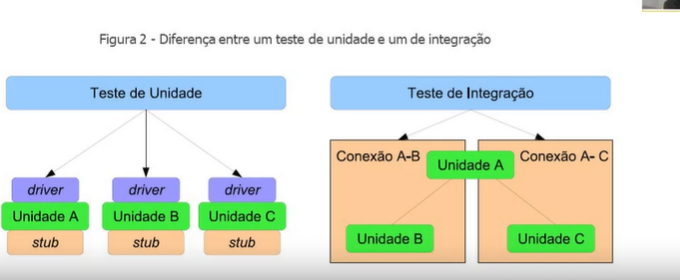 Figura 2 - Diferença entre um teste de unidade e um de integração
Teste de Unidade
driver driver driver
Unidade A Unidade B Unidade C
stub stub stub
Teste de Integração
Conexão A-B Conexão A- C
Unidade A
Unidade B Unidade C